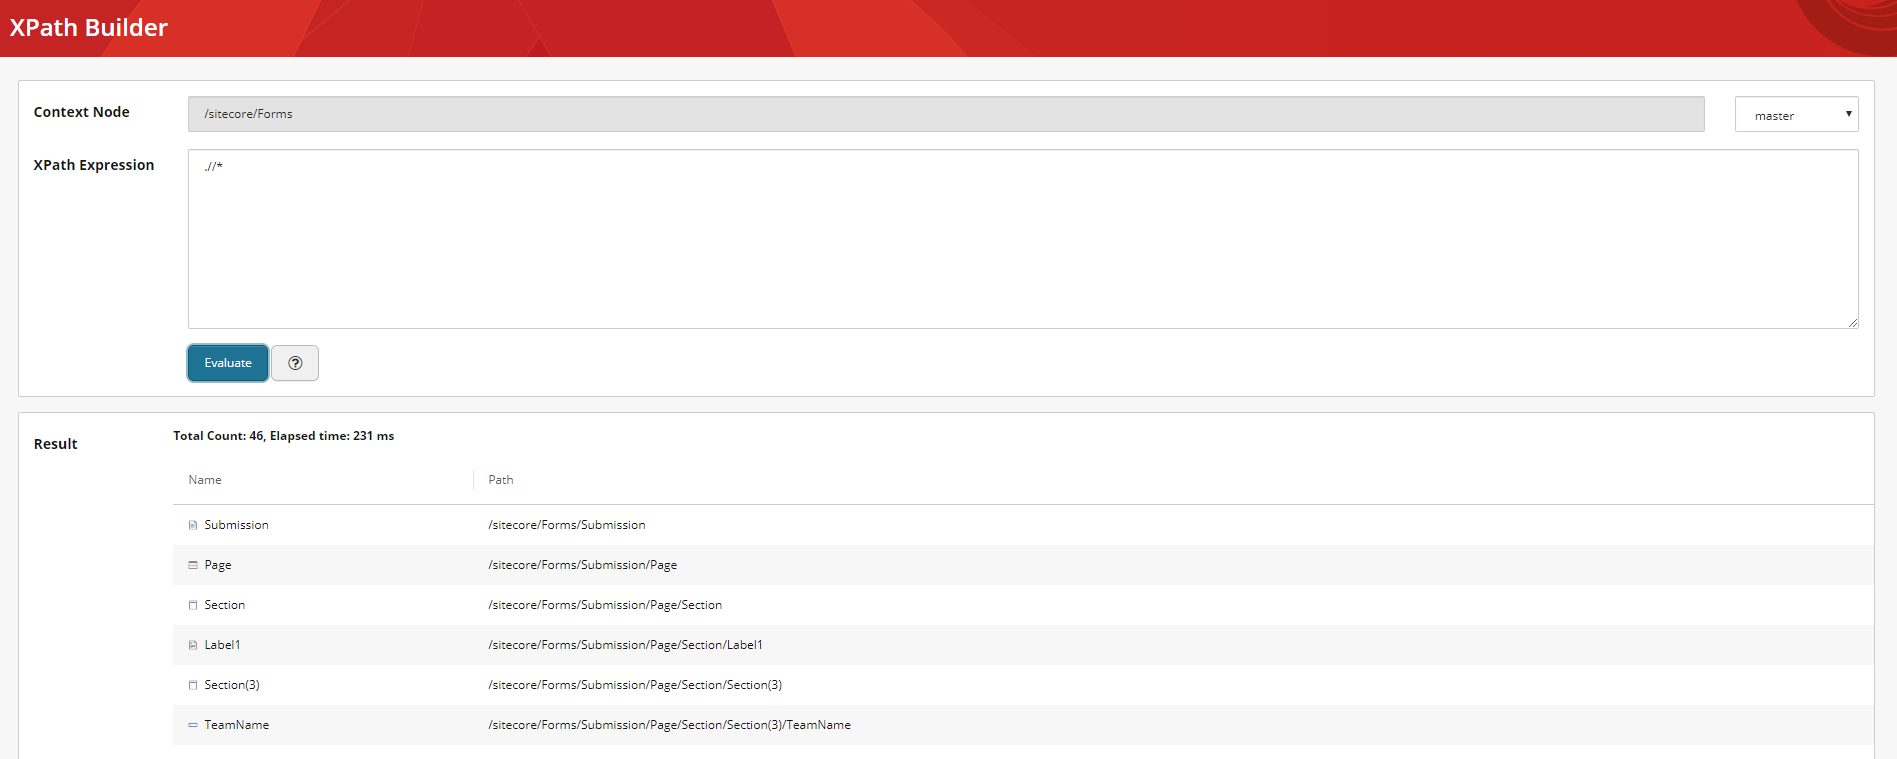 XPath Builder
Context Node
/sitecore/Forms
master
XPath Expression
.//*
Evaluate
?
Result
Total Count: 46, Elapsed time: 231 ms
Name Path
Submission /sitecore/Forms/Submission
Page /sitecore/Forms/Submission/Page
Section /sitecore/Forms/Submission/Page/Section
Label1 /sitecore/Forms/Submission/Page/Section/Label1
Section(3) /sitecore/Forms/Submission/Page/Section/Section(3)
TeamName /sitecore/Forms/Submission/Page/Section/Section(3)/TeamName